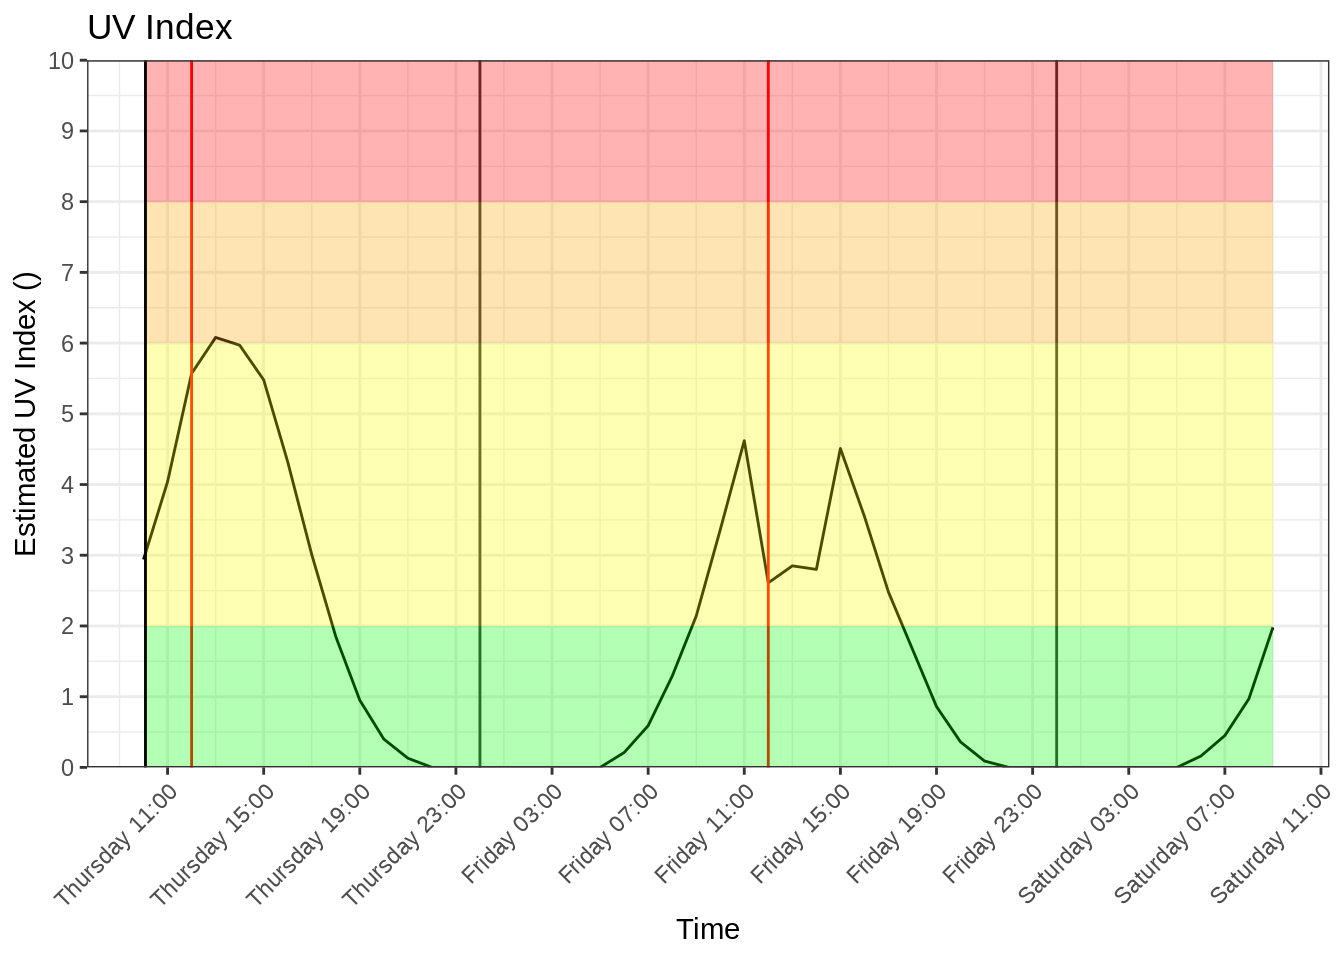 UV Index
Estimated UV Index ()
10
9
8
7
6
5
4
3
2
1
0
Thursday 11:00
Thursday 15:00
Thursday 19:00
Thursday 23:00
Friday 03:00
Friday 07:00
Friday 11:00
Friday 15:00
Friday 19:00
Friday 23:00
Saturday 03:00
Saturday 07:00
Saturday 11:00
Time